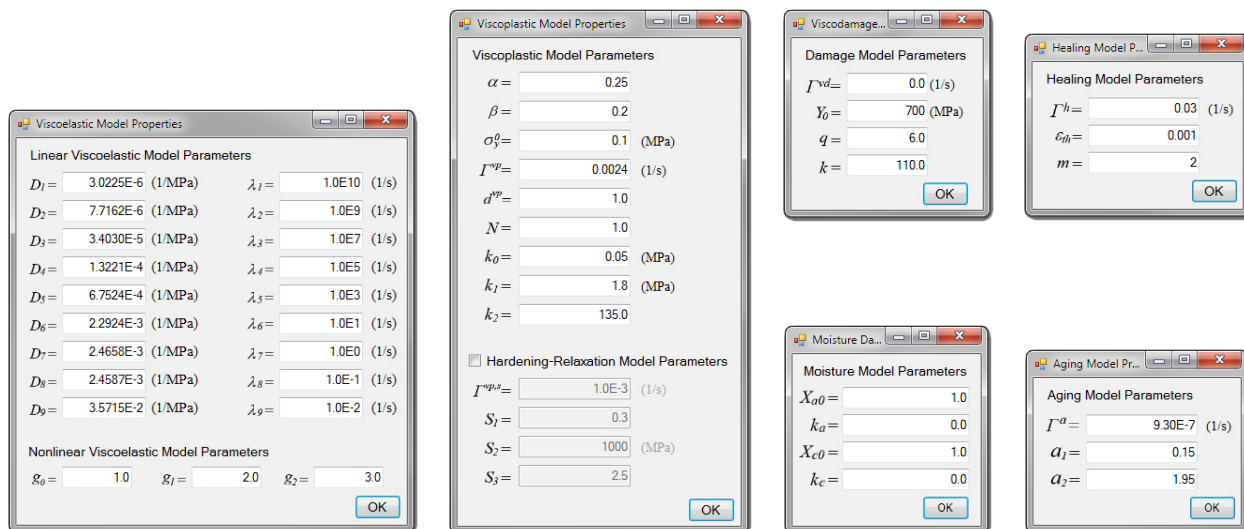 Viscoelastic Model Properties
Linear Viscoelastic Model Parameters
D1= 3.0225E-6 (1/MPa) λ1= 1.0E10 (1/s)
D2= 7.7162E-6 (1/MPa) λ2= 1.0E9 (1/s)
D3= 3.4030E-5 (1/MPa) λ3= 1.0E7 (1/s)
D4= 1.3221E-4 (1/MPa) λ4= 1.0E5 (1/s)
D5= 6.7524E-4 (1/MPa) λ5= 1.0E3 (1/s)
D6= 2.2924E-3 (1/MPa) λ6= 1.0E1 (1/s)
D7= 2.4658E-3 (1/MPa) λ7= 1.0E0 (1/s)
D8= 2.4587E-3 (1/MPa) λ8= 1.0E-1 (1/s)
D9= 3.5715E-2 (1/MPa) λ9= 1.0E-2 (1/s)
Nonlinear Viscoelastic Model Parameters
g0= 1.0 g1= 2.0 g2= 3.0
OK
Viscoplastic Model Properties
Viscoplastic Model Parameters
α= 0.25
β= 0.2
σy0= 0.1 (MPa)
Γvp= 0.0024 (1/s)
dvp= 1.0
N= 1.0
k0= 0.05 (MPa)
k1= 1.8 (MPa)
k2= 135.0
Hardening-Relaxation Model Parameters
Γvp,s= 1.0E-3 (1/s)
S1= 0.3
S2= 1000 (MPa)
S3= 2.5
OK
Viscodamage...
Damage Model Parameters
Γvd= 0.0 (1/s)
Y0= 700 (MPa)
q= 6.0
k= 110.0
OK
Healing Model P...
Healing Model Parameters
Γh= 0.03 (1/s)
εth= 0.001
m= 2
OK
Moisture Da...
Moisture Model Parameters
Xa0= 1.0
ka= 0.0
Xc0= 1.0
kc= 0.0
OK
Aging Model Pr...
Aging Model Parameters
Γa= 9.30E-7 (1/s)
a1= 0.15
a2= 1.95
OK